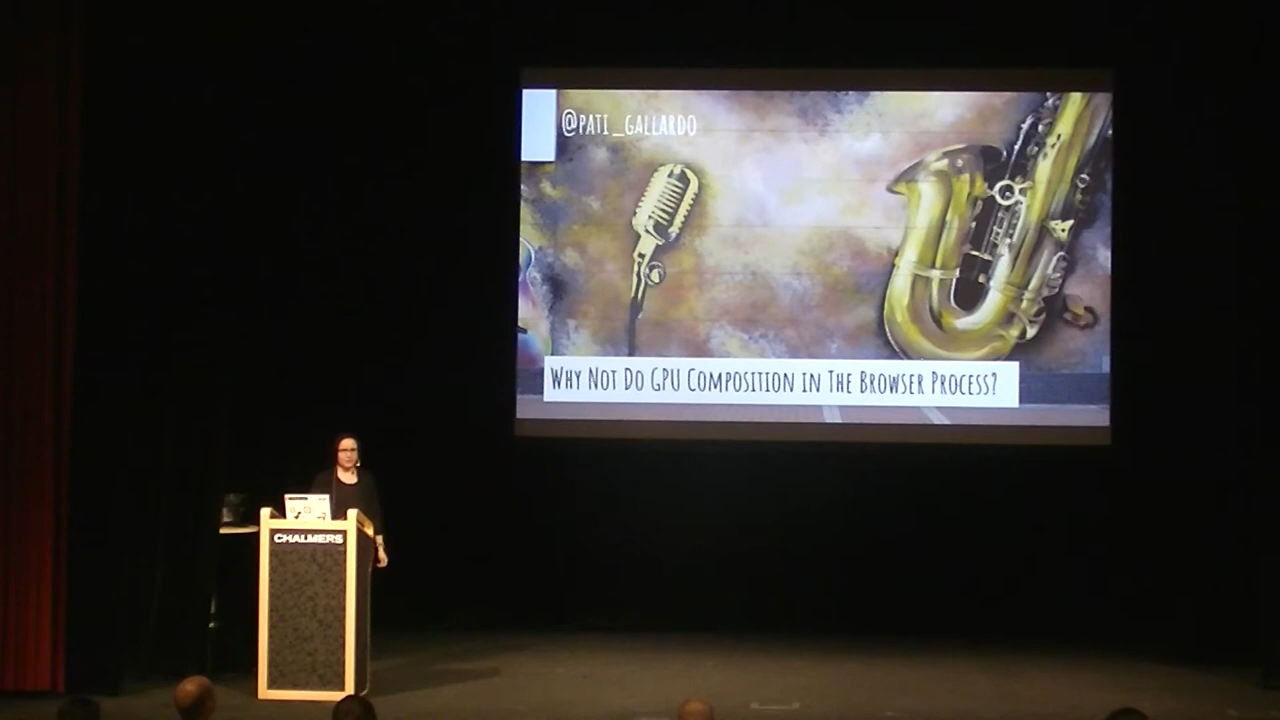 @PATI_GALLARDO
WHY NOT DO GPU COMPOSITION IN THE BROWSER PROCESS?
CHALMERS